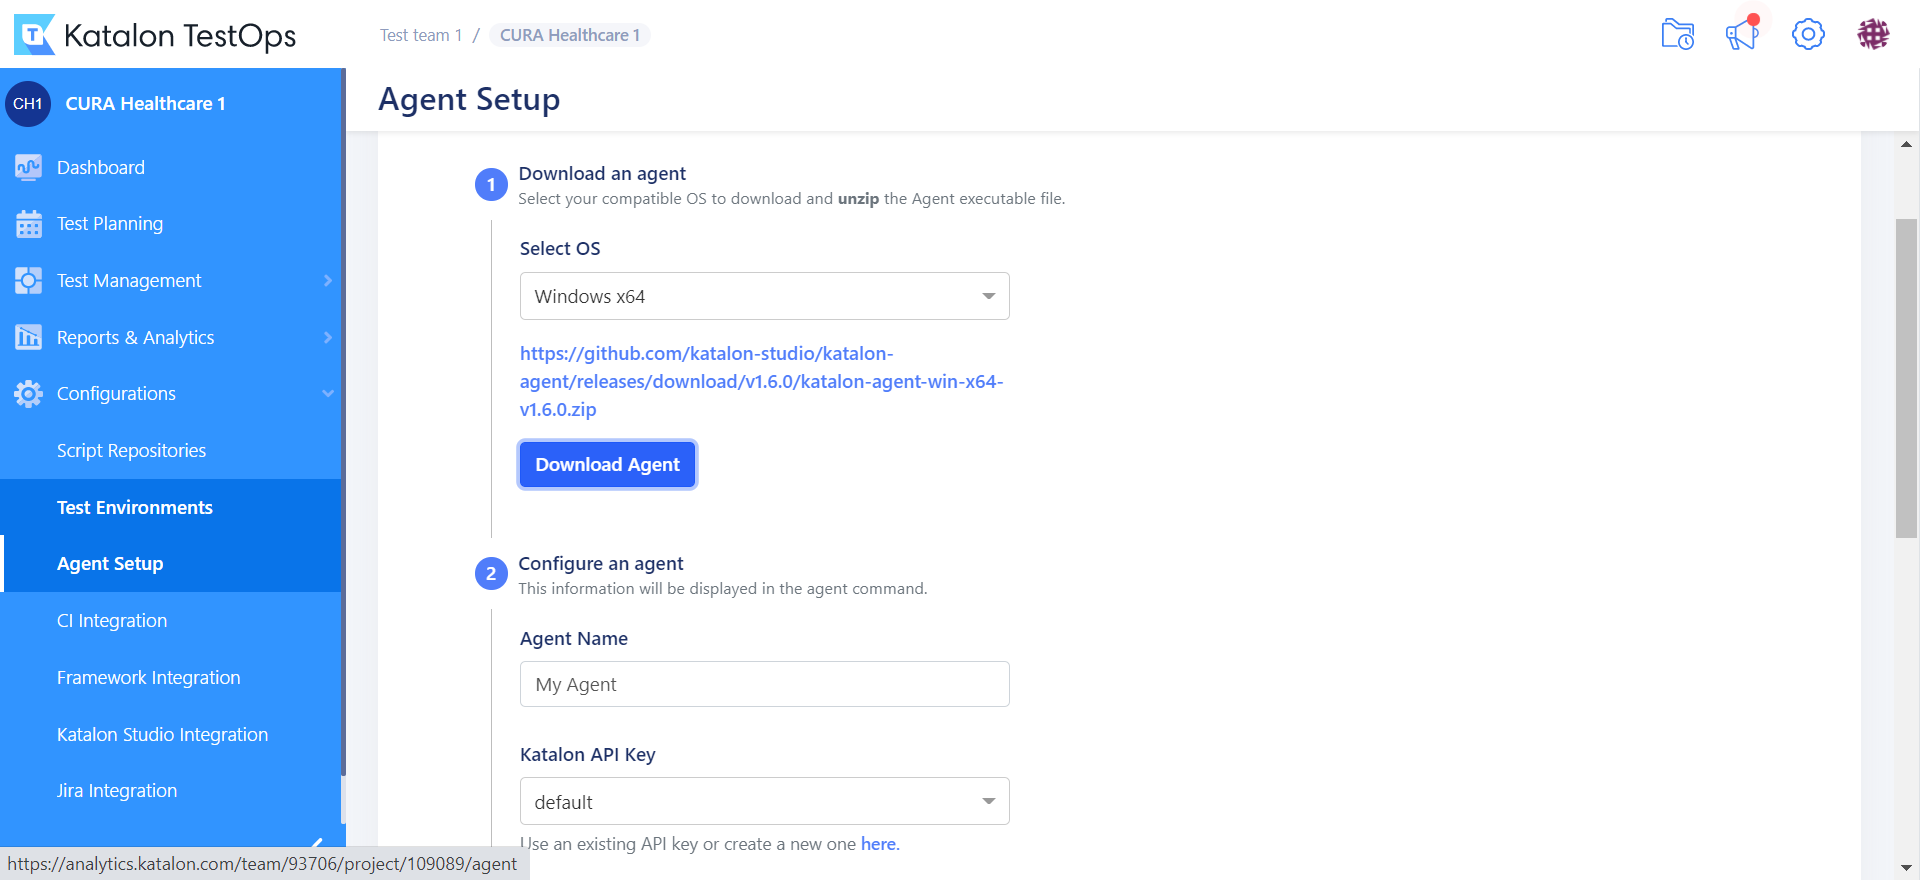 Katalon TestOps
Test team 1 / CURA Healthcare 1
CH1 CURA Healthcare 1
Dashboard
Test Planning
Test Management
Reports & Analytics
Configurations
Script Repositories
Test Environments
Agent Setup
CI Integration
Framework Integration
Katalon Studio Integration
Jira Integration
Agent Setup
1 Download an agent
Select your compatible OS to download and unzip the Agent executable file.
Select OS
Windows x64
https://github.com/katalon-studio/katalon-
agent/releases/download/v1.6.0/katalon-agent-win-x64-
v1.6.0.zip
Download Agent
2 Configure an agent
This information will be displayed in the agent command.
Agent Name
My Agent
Katalon API Key
default
Use an existing API key or create a new one here.
https://analytics.katalon.com/team/93706/project/109089/agent